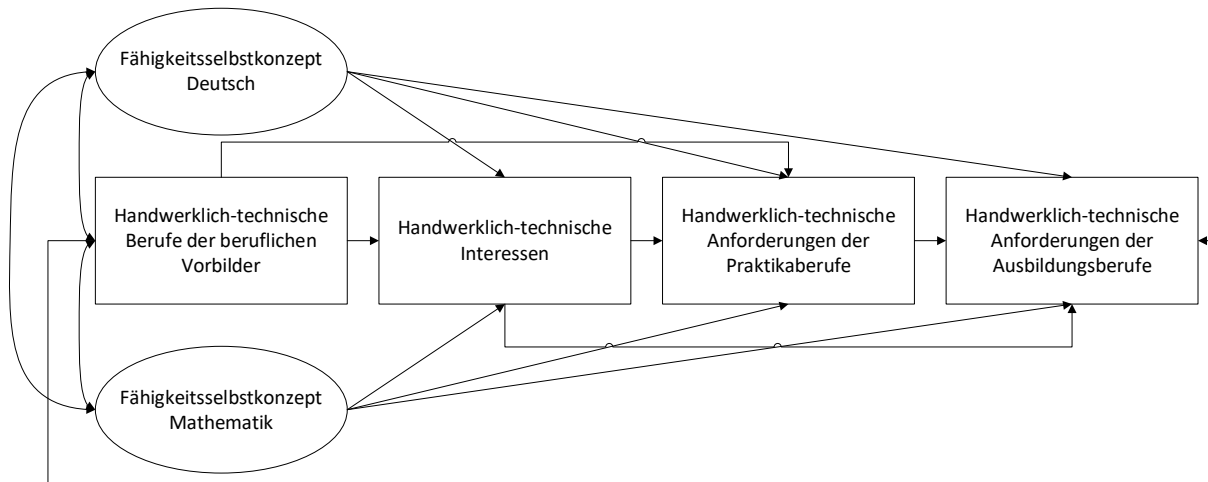 Fähigkeitsselbstkonzept
Deutsch
Handwerklich-technische
Berufe der beruflichen
Vorbilder
Handwerklich-technische
Interessen
Handwerklich-technische
Anforderungen der
Praktikaberufe
Handwerklich-technische
Anforderungen der
Ausbildungsberufe
Fähigkeitsselbstkonzept
Mathematik